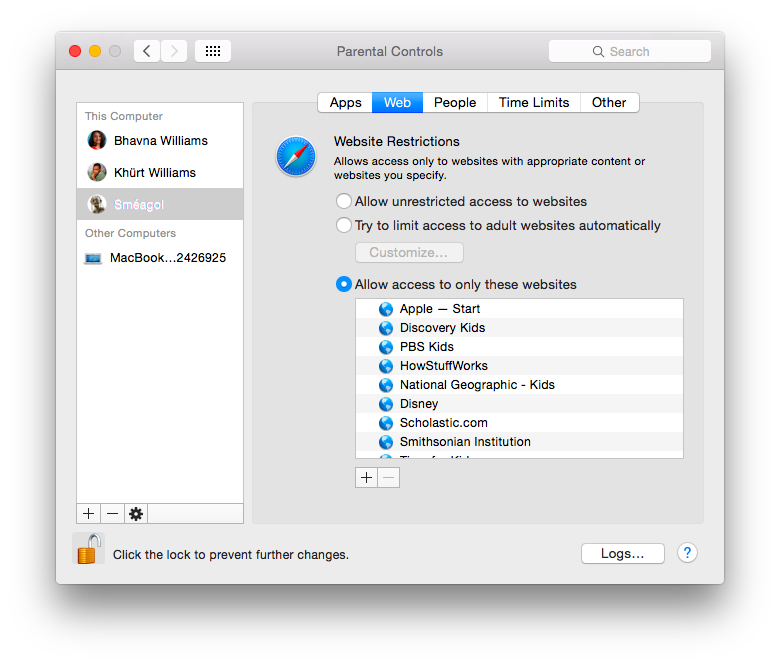 Parental Controls
Search
Apps
Web
People
Time Limits
Other
This Computer
Bhavna Williams
Khürt Williams
Sméagol
Other Computers
MacBook...2426925
Website Restrictions
Allows access only to websites with appropriate content or
websites you specify.
Allow unrestricted access to websites
Try to limit access to adult websites automatically
Customize...
Allow access to only these websites
Apple — Start
Discovery Kids
PBS Kids
HowStuffWorks
National Geographic - Kids
Disney
Scholastic.com
Smithsonian Institution
Click the lock to prevent further changes.
Logs...
?